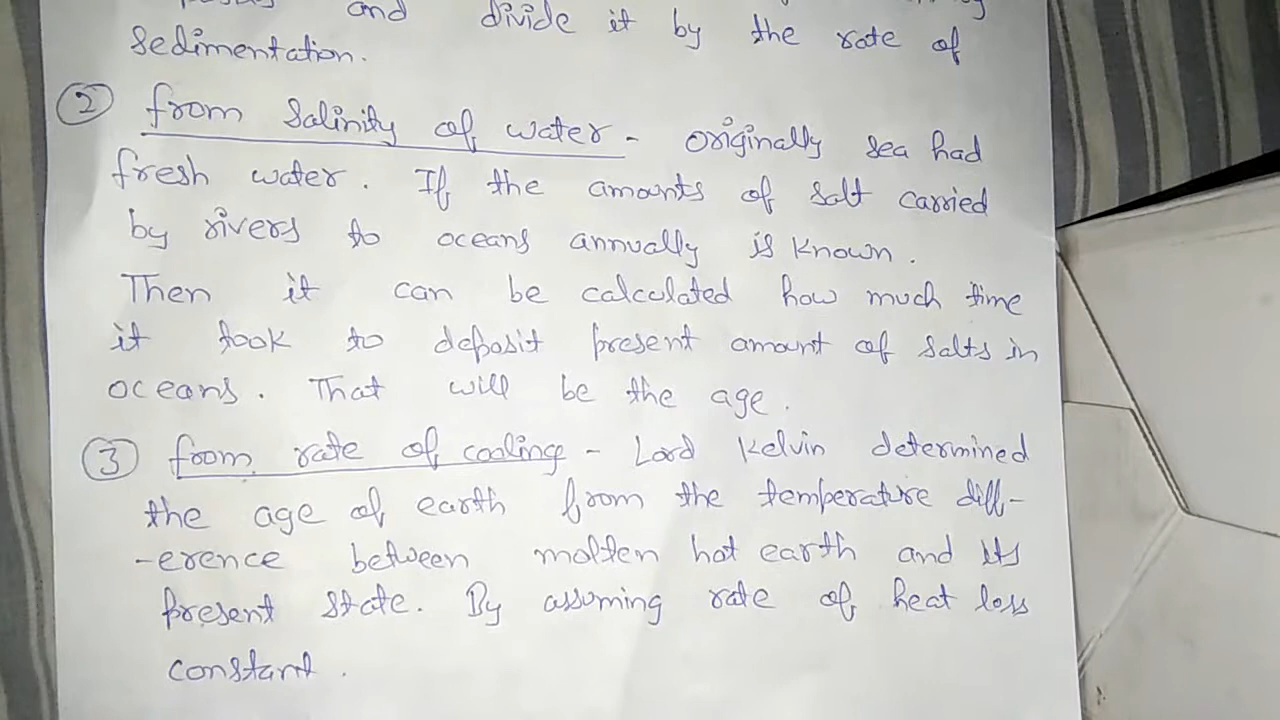 and divide it by the rate of
Sedimentation.
② from Salinity of water - Originally sea had
fresh water. If the amounts of salt carried
by rivers to oceans annually is known.
Then it can be calculated how much time
it took to deposit present amount of salts in
oceans. That will be the age.
③ from rate of cooling - Lord Kelvin determined
the age of earth from the temperature diff-
-erence between molten hot earth and its
present state. By assuming rate of heat loss
constant.